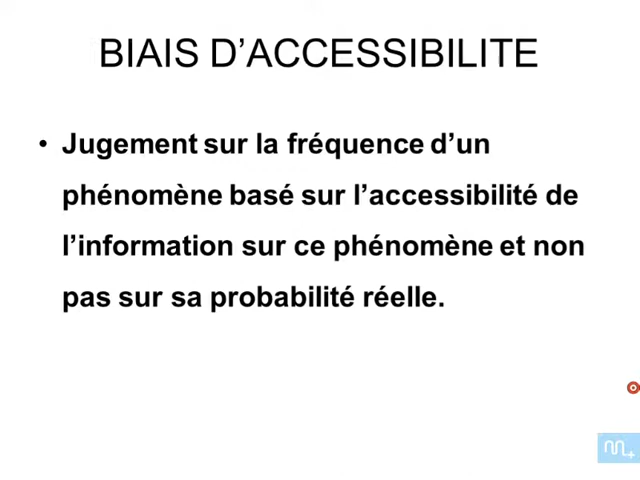 BIAIS D’ACCESSIBILITE
• Jugement sur la fréquence d’un
phénomène basé sur l’accessibilité de
l’information sur ce phénomène et non
pas sur sa probabilité réelle.